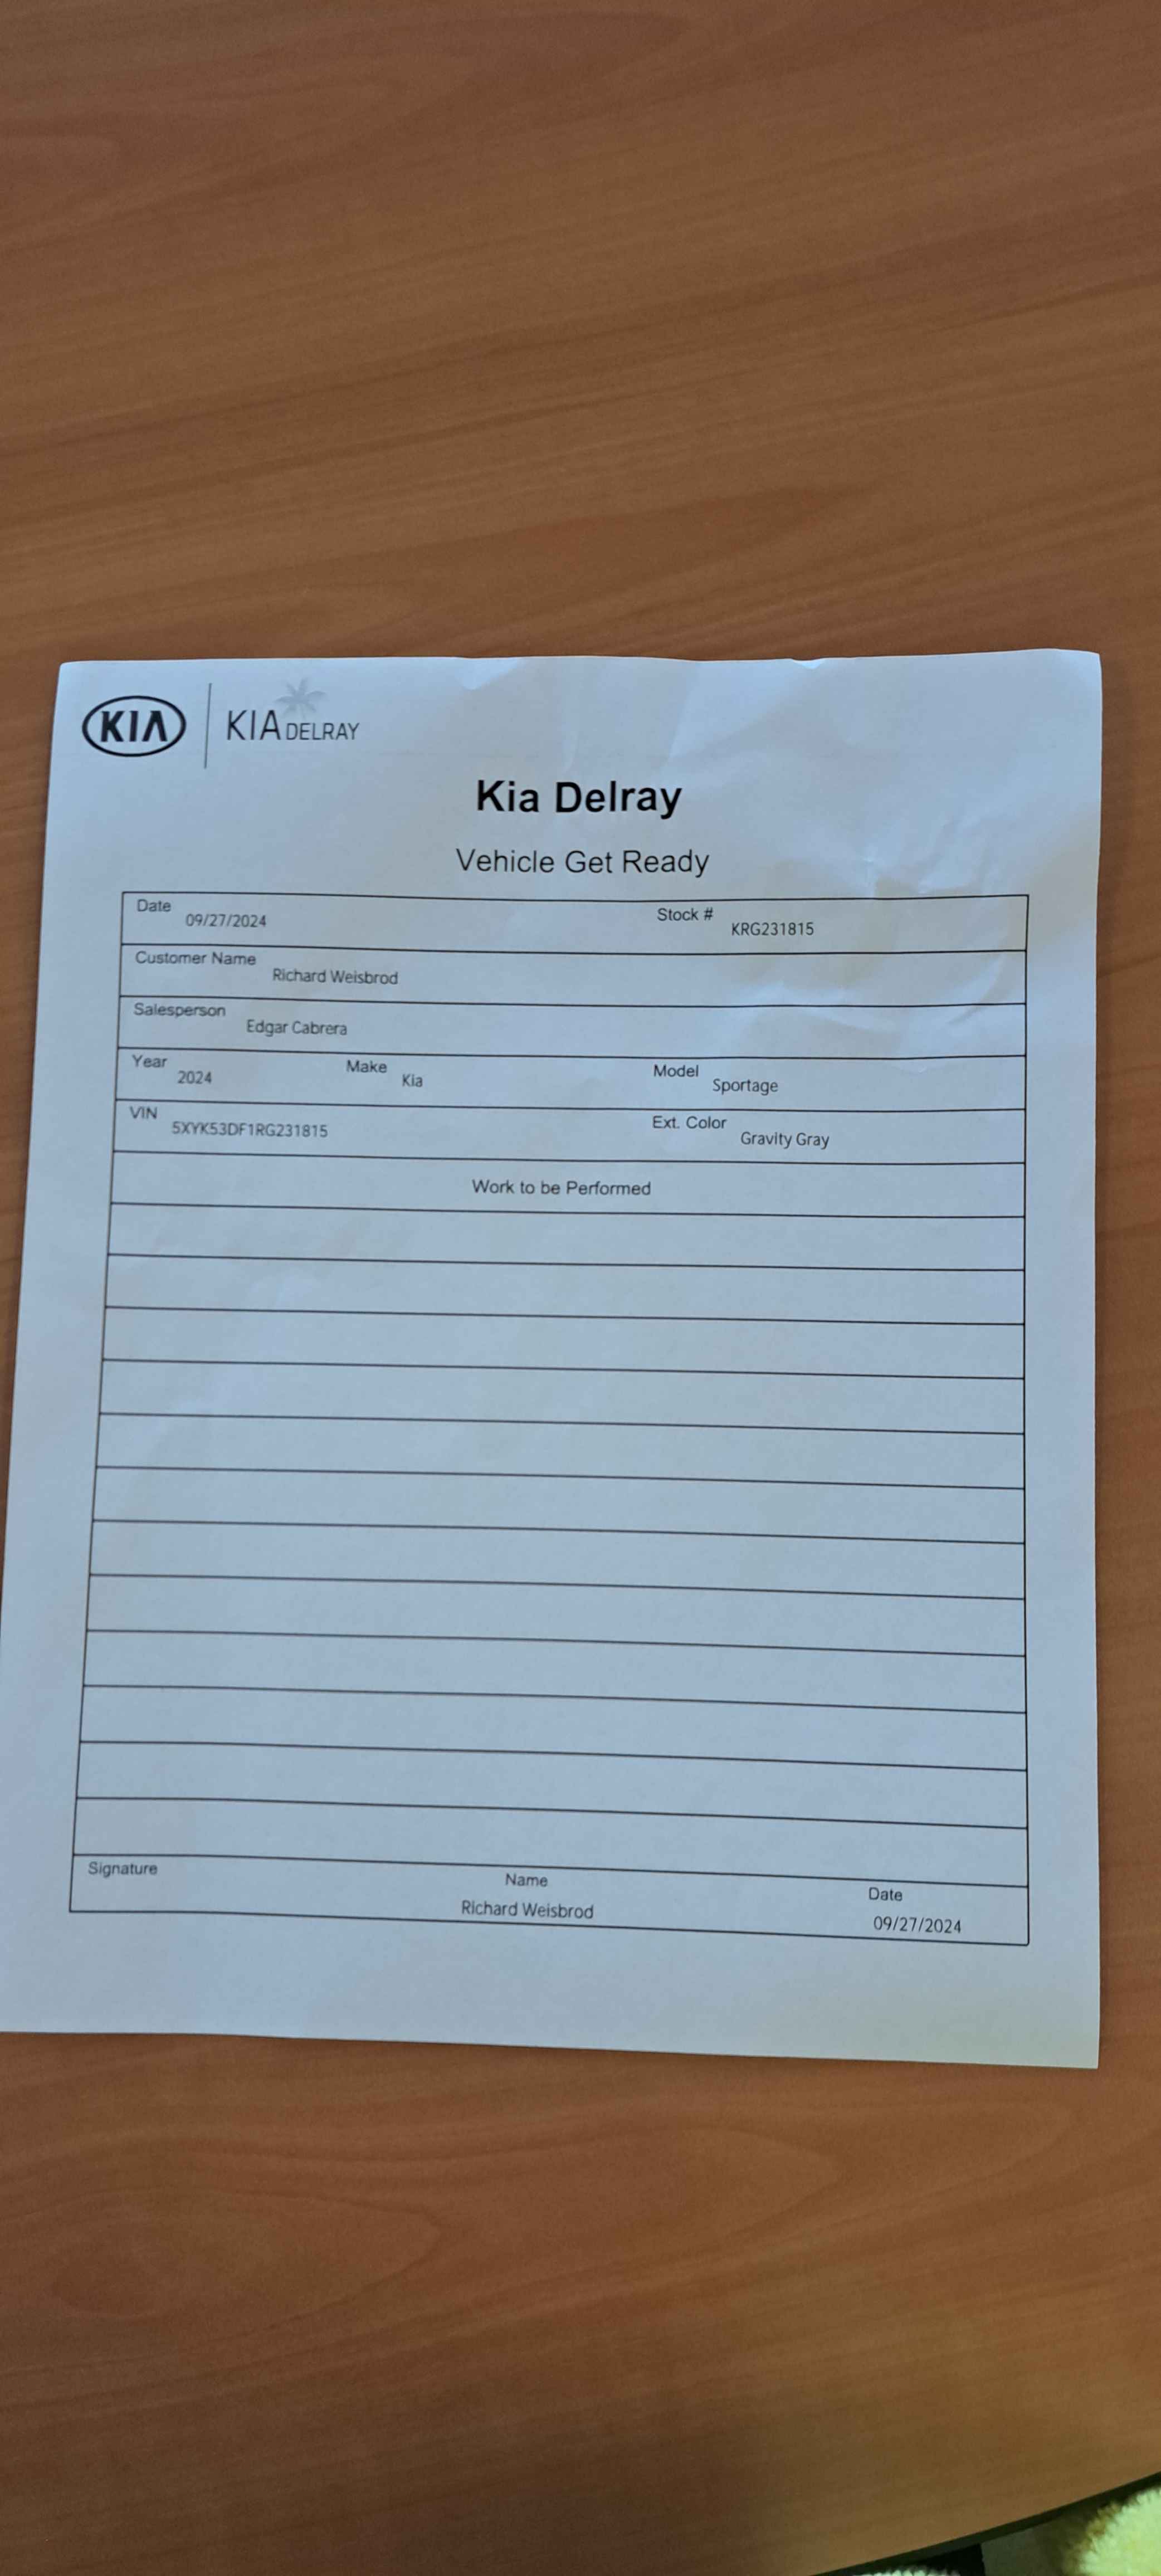 KIA | KIA DELRAY
Kia Delray
Vehicle Get Ready
Date 09/27/2024 Stock # KRG231815
Customer Name Richard Weisbrod
Salesperson Edgar Cabrera
Year 2024 Make Kia Model Sportage
VIN 5XYK53DF1RG231815 Ext. Color Gravity Gray
Work to be Performed
Signature Name Date
Richard Weisbrod 09/27/2024